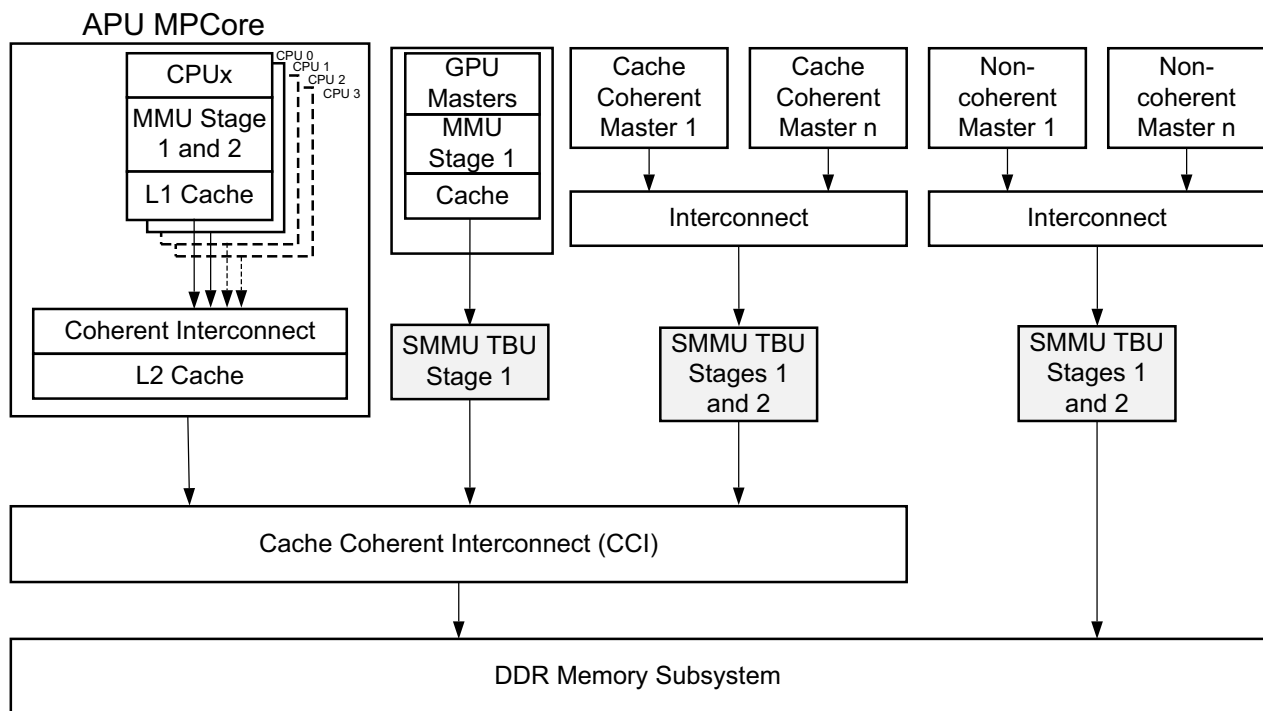 APU MPCore
CPU 0
CPU 1
CPU 2
CPU 3
CPUx
MMU Stage
1 and 2
L1 Cache
Coherent Interconnect
L2 Cache
GPU
Masters
MMU
Stage 1
Cache
Cache
Coherent
Master 1
Cache
Coherent
Master n
Interconnect
Non-
coherent
Master 1
Non-
coherent
Master n
Interconnect
SMMU TBU
Stage 1
SMMU TBU
Stages 1
and 2
SMMU TBU
Stages 1
and 2
Cache Coherent Interconnect (CCI)
DDR Memory Subsystem